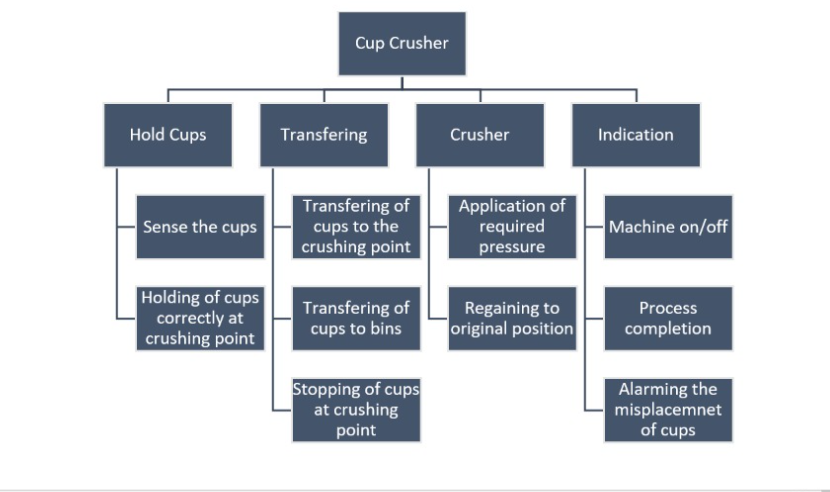 Cup Crusher
Hold Cups
Transfering
Crusher
Indication
Sense the cups
Transfering of
cups to the
crushing point
Application of
required
pressure
Machine on/off
Holding of cups
correctly at
crushing point
Transfering of
cups to bins
Regaining to
original position
Process
completion
Stopping of cups
at crushing
point
Alarming the
misplacemnet
of cups